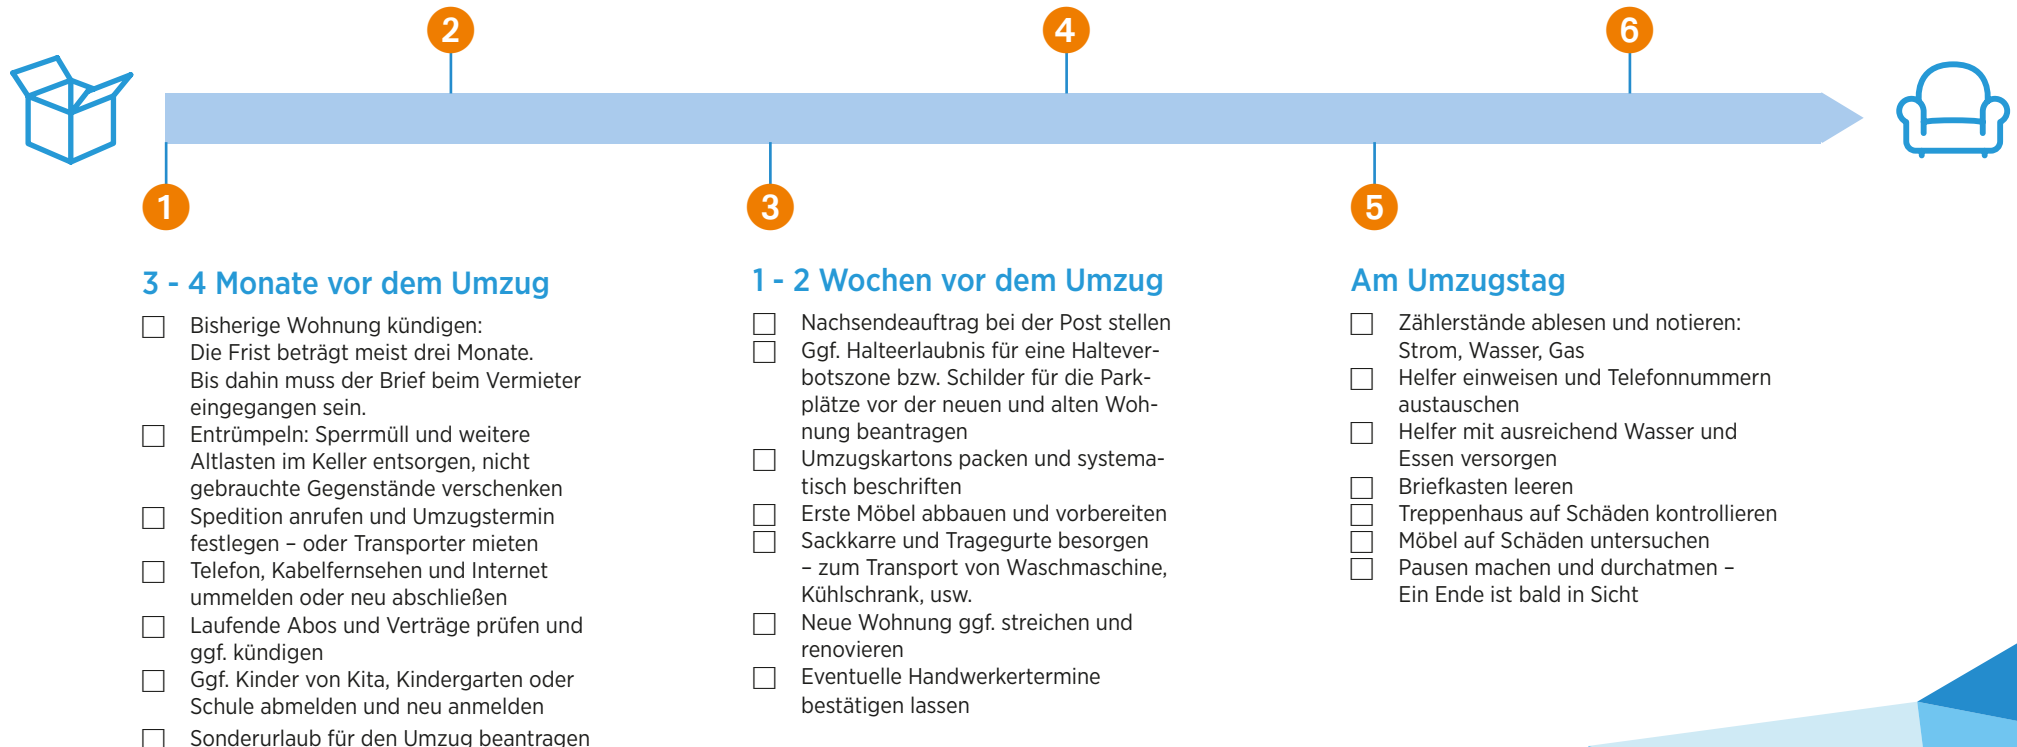 2
4
6
1
3
5
3 - 4 Monate vor dem Umzug
Bisherige Wohnung kündigen:
Die Frist beträgt meist drei Monate.
Bis dahin muss der Brief beim Vermieter
eingegangen sein.
Entrümpeln: Sperrmüll und weitere
Altlasten im Keller entsorgen, nicht
gebrauchte Gegenstände verschenken
Spedition anrufen und Umzugstermin
festlegen – oder Transporter mieten
Telefon, Kabelfernsehen und Internet
ummelden oder neu abschließen
Laufende Abos und Verträge prüfen und
ggf. kündigen
Ggf. Kinder von Kita, Kindergarten oder
Schule abmelden und neu anmelden
Sonderurlaub für den Umzug beantragen
1 - 2 Wochen vor dem Umzug
Nachsendeauftrag bei der Post stellen
Ggf. Halteerlaubnis für eine Haltever-
botszone bzw. Schilder für die Park-
plätze vor der neuen und alten Woh-
nung beantragen
Umzugskartons packen und systema-
tisch beschriften
Erste Möbel abbauen und vorbereiten
Sackkarre und Tragegurte besorgen
– zum Transport von Waschmaschine,
Kühlschrank, usw.
Neue Wohnung ggf. streichen und
renovieren
Eventuelle Handwerkertermine
bestätigen lassen
Am Umzugstag
Zählerstände ablesen und notieren:
Strom, Wasser, Gas
Helfer einweisen und Telefonnummern
austauschen
Helfer mit ausreichend Wasser und
Essen versorgen
Briefkasten leeren
Treppenhaus auf Schäden kontrollieren
Möbel auf Schäden untersuchen
Pausen machen und durchatmen –
Ein Ende ist bald in Sicht